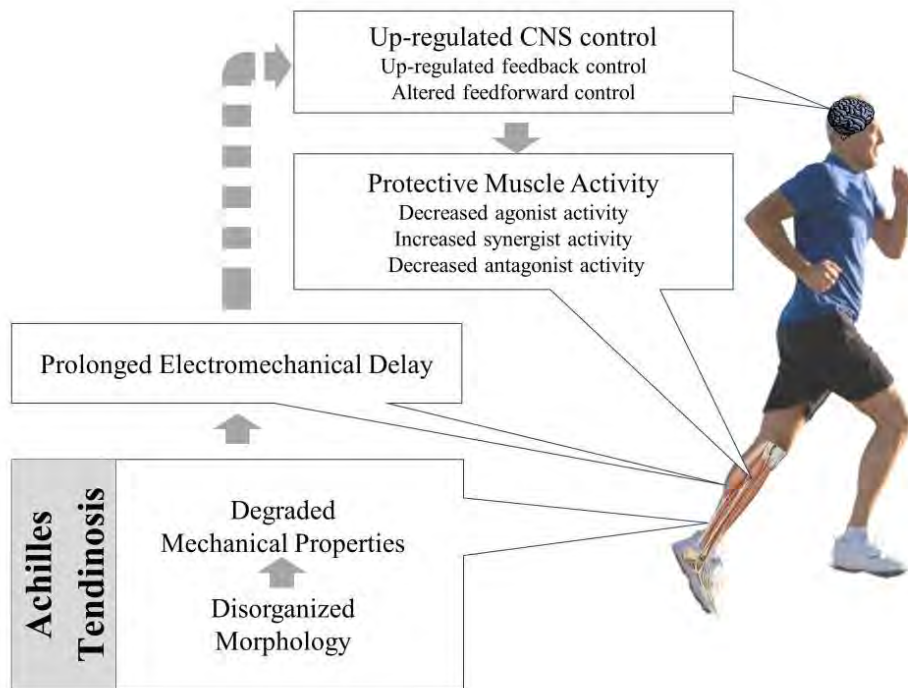 Up-regulated CNS control
Up-regulated feedback control
Altered feedforward control
Protective Muscle Activity
Decreased agonist activity
Increased synergist activity
Decreased antagonist activity
Prolonged Electromechanical Delay
Achilles
Tendinosis
Degraded
Mechanical Properties
Disorganized
Morphology